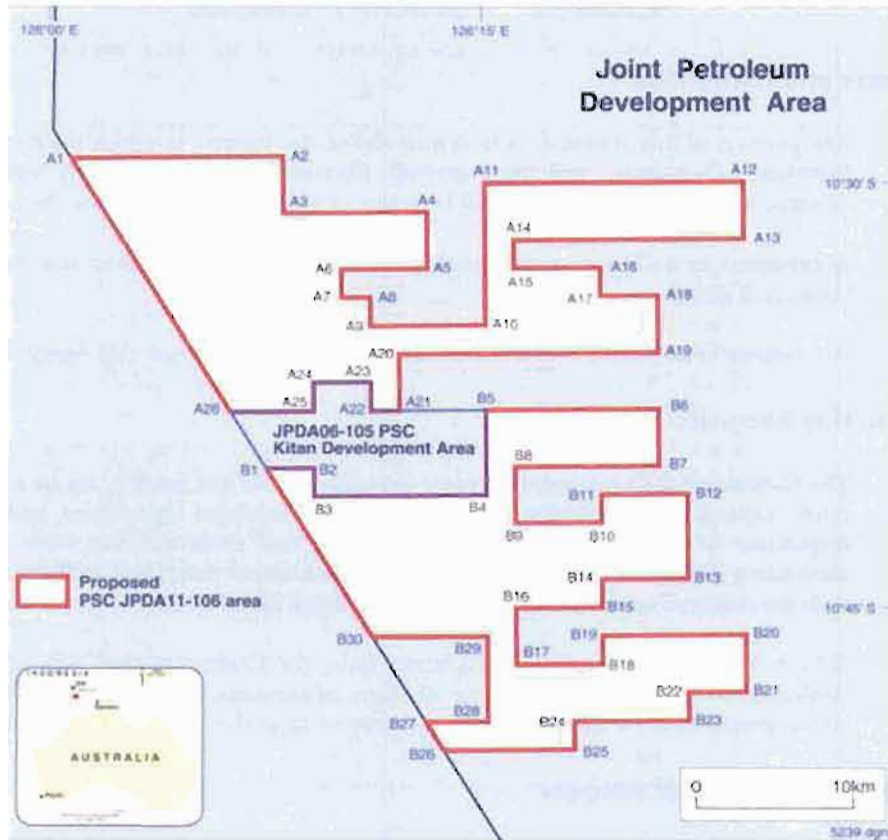 126°00' E
126°15' E
Joint Petroleum
Development Area
A1
A2
A11
A12
10°30' S
A3
A4
A14
A13
A6
A5
A15
A16
A7
A8
A17
A18
A9
A10
A20
A19
A24
A23
A26
A25
A22
A21
B5
B6
JPDA06-105 PSC
Kitan Development Area
B1
B2
B8
B7
B3
B4
B11
B12
B9
B10
Proposed
PSC JPDA11-106 area
B14
B13
B16
B15
10°45' S
B30
B29
B19
B20
B17
B18
B22
B21
B27
B28
B24
B23
B26
B25
INDONESIA
AUSTRALIA
0
10km